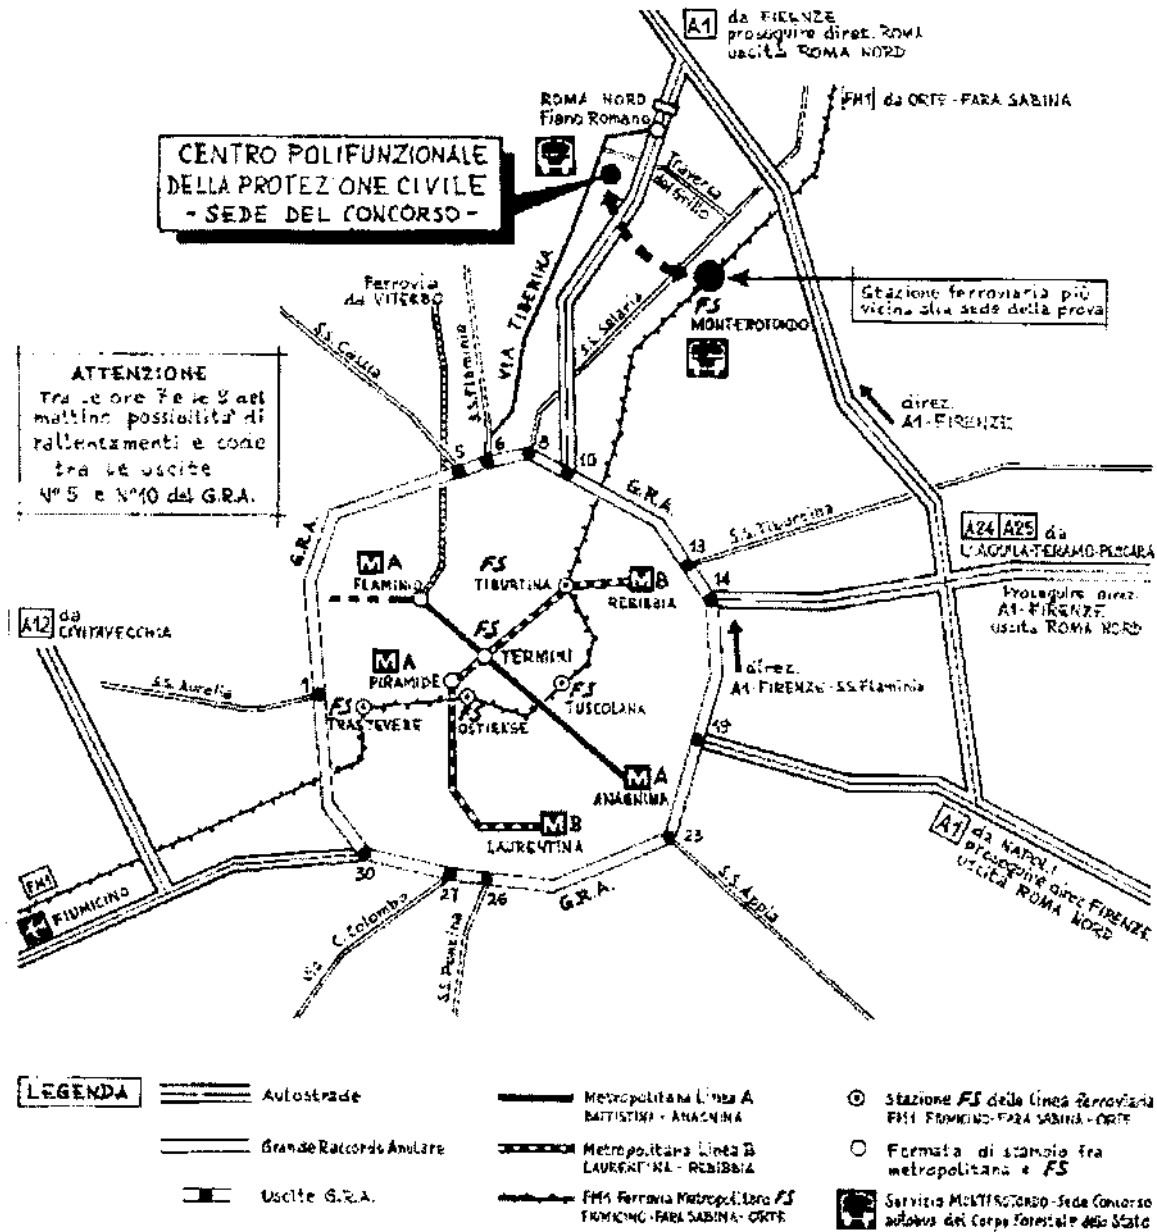 A1 da FIRENZE
proseguire direz. ROMA
uscita ROMA NORD
FM1 da ORTE - FARA SABINA
ROMA NORD
Fiano Romano
CENTRO POLIFUNZIONALE
DELLA PROTEZIONE CIVILE
- SEDE DEL CONCORSO -
Traversa
del Grillo
VIA TIBERINA
Ferrovia
da VITERBO
S.S. Cassia
S.S. Flaminia
S.S. Salaria
FS
MONTEROTONDO
Stazione ferroviaria più
vicina alla sede della prova
ATTENZIONE
Tra le ore 7 e le 9 del
mattino possibilità di
rallentamenti e code
tra le uscite
N° 5 e N° 10 del G.R.A.
direz.
A1-FIRENZE
5
6
8
10
G.R.A.
G.R.A.
13
S.S. Tiburtina
14
A24 A25 da
L'AQUILA-TERAMO-PESCARA
Proseguire direz.
A1-FIRENZE
uscita ROMA NORD
M A
FLAMINIO
FS
TIBURTINA
M B
REBIBBIA
A12 da
CIVITAVECCHIA
FS
TERMINI
M A
PIRAMIDE
direz.
A1-FIRENZE-S.S. Flaminia
S.S. Aurelia
1
FS
TRASTEVERE
FS
OSTIENSE
FS
TUSCOLANA
19
M A
ANAGNINA
M B
LAURENTINA
A1 da NAPOLI
proseguire direz. FIRENZE
uscita ROMA NORD
23
S.S. Appia
30
27
26
G.R.A.
FM1
FIUMICINO
Via C. Colombo
S.S. Pontina
LEGENDA
Autostrade
Grande Raccordo Anulare
Uscite G.R.A.
Metropolitana Linea A
BATTISTINI - ANAGNINA
Metropolitana Linea B
LAURENTINA - REBIBBIA
FM1 Ferrovia Metropolitana FS
FIUMICINO-FARA SABINA-ORTE
Stazione FS della linea ferroviaria
FM1 FIUMICINO-FARA SABINA-ORTE
Fermata di scambio fra
metropolitana e FS
Servizio MONTEROTONDO-Sede Concorso
autobus del Corpo Forestale dello Stato